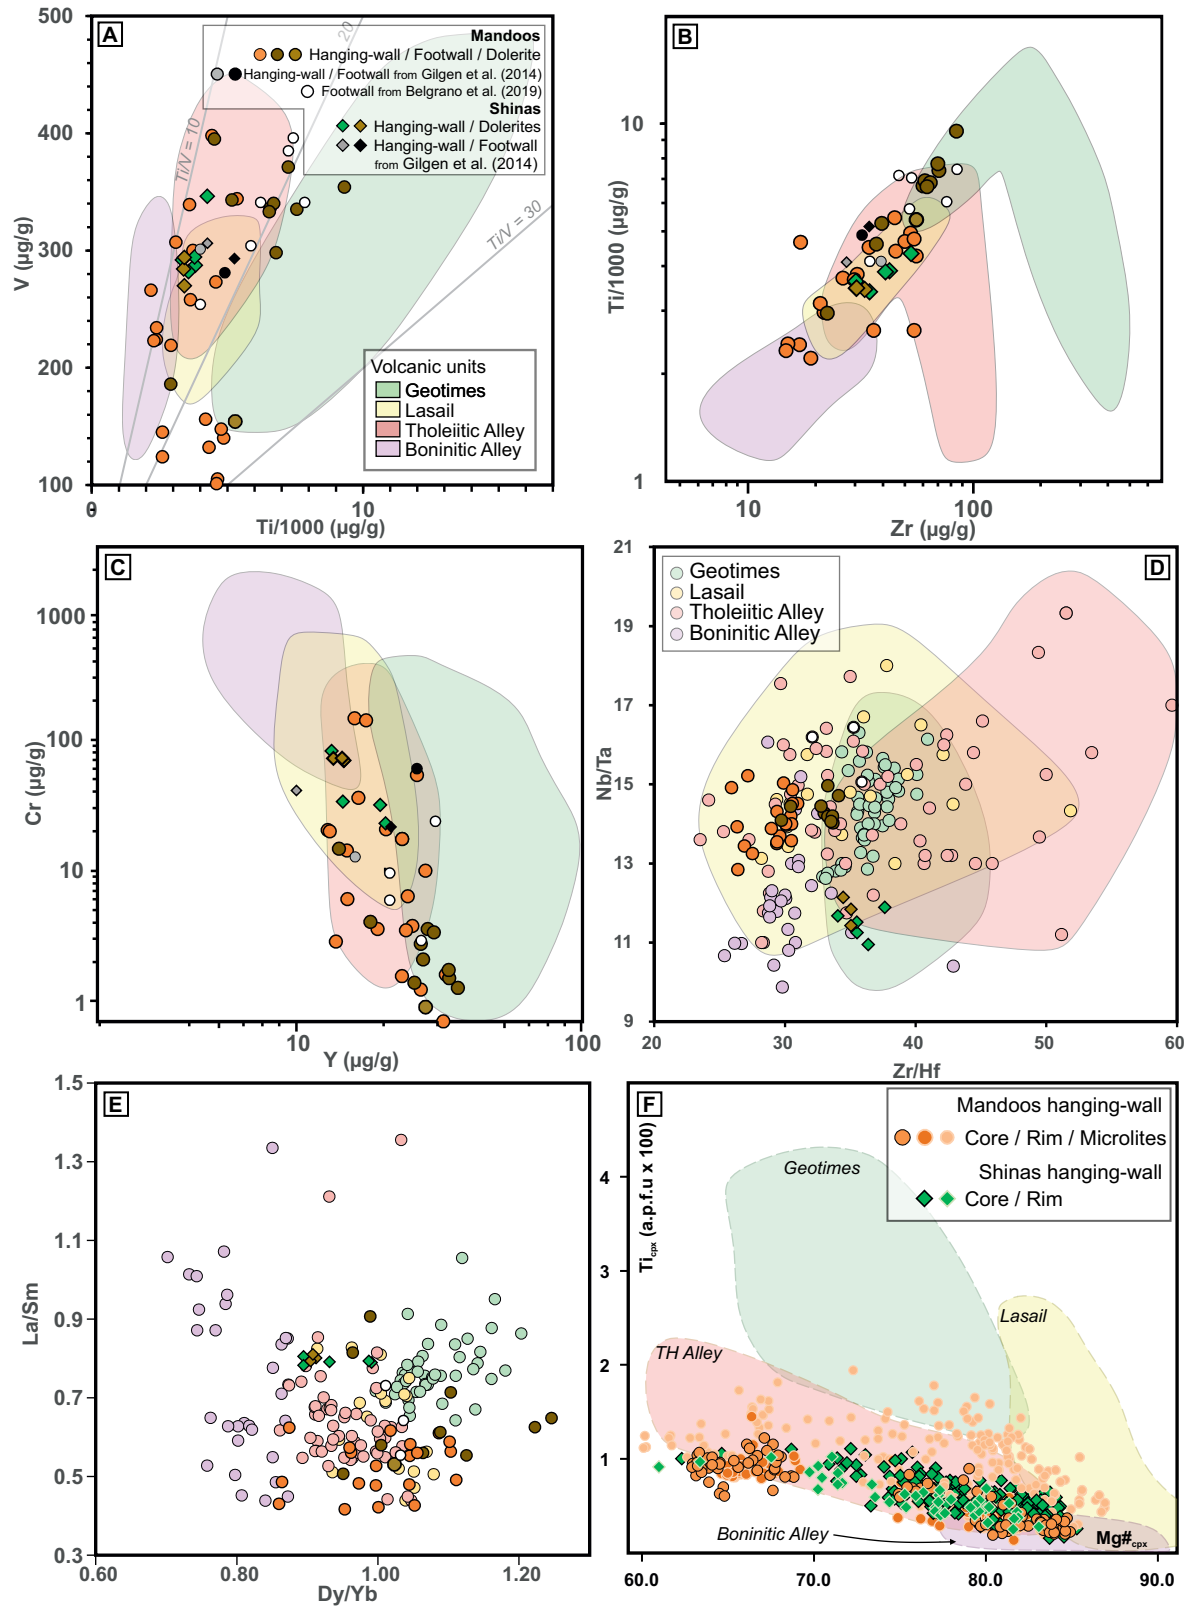 A
Mandoos
Hanging-wall / Footwall / Dolerite
Hanging-wall / Footwall from Gilgen et al. (2014)
Footwall from Belgrano et al. (2019)
Shinas
Hanging-wall / Dolerites
Hanging-wall / Footwall
from Gilgen et al. (2014)
Ti/V = 10
20
Ti/V = 30
Volcanic units
Geotimes
Lasail
Tholeiitic Alley
Boninitic Alley
500
400
300
200
100
V (µg/g)
0
10
Ti/1000 (µg/g)
B
10
1
Ti/1000 (µg/g)
10
100
Zr (µg/g)
C
1000
100
10
1
Cr (µg/g)
10
100
Y (µg/g)
D
Geotimes
Lasail
Tholeiitic Alley
Boninitic Alley
21
19
17
15
13
11
9
Nb/Ta
20
30
40
50
60
Zr/Hf
E
1.5
1.3
1.1
0.9
0.7
0.5
0.3
La/Sm
0.60
0.80
1.00
1.20
Dy/Yb
F
Mandoos hanging-wall
Core / Rim / Microlites
Shinas hanging-wall
Core / Rim
Geotimes
Lasail
TH Alley
Boninitic Alley
Mg#cpx
4
3
2
1
Ticpx (a.p.f.u x 100)
60.0
70.0
80.0
90.0